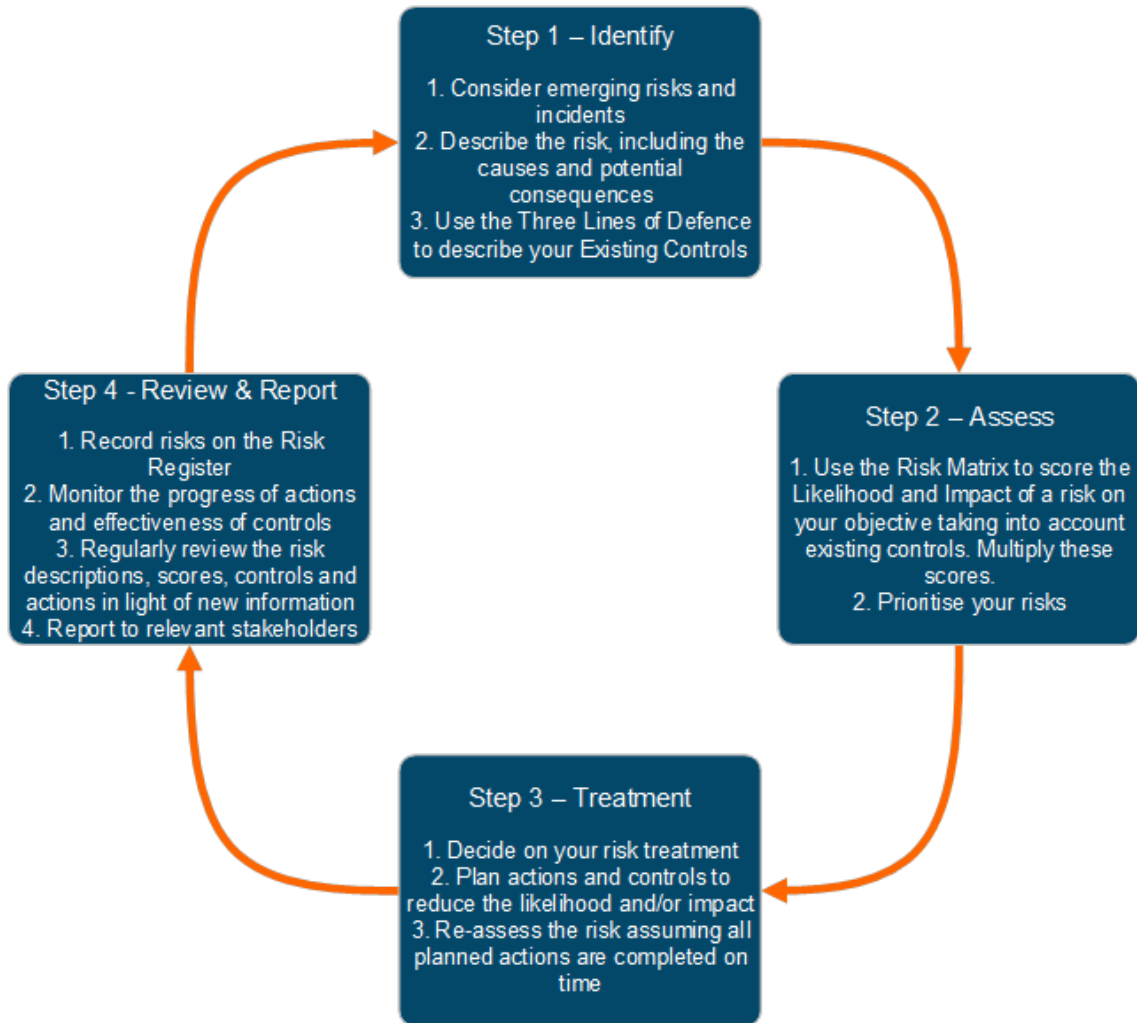 Step 1 – Identify
1. Consider emerging risks and
incidents
2. Describe the risk, including the
causes and potential
consequences
3. Use the Three Lines of Defence
to describe your Existing Controls
Step 2 – Assess
1. Use the Risk Matrix to score the
Likelihood and Impact of a risk on
your objective taking into account
existing controls. Multiply these
scores.
2. Prioritise your risks
Step 3 – Treatment
1. Decide on your risk treatment
2. Plan actions and controls to
reduce the likelihood and/or impact
3. Re-assess the risk assuming all
planned actions are completed on
time
Step 4 - Review & Report
1. Record risks on the Risk
Register
2. Monitor the progress of actions
and effectiveness of controls
3. Regularly review the risk
descriptions, scores, controls and
actions in light of new information
4. Report to relevant stakeholders